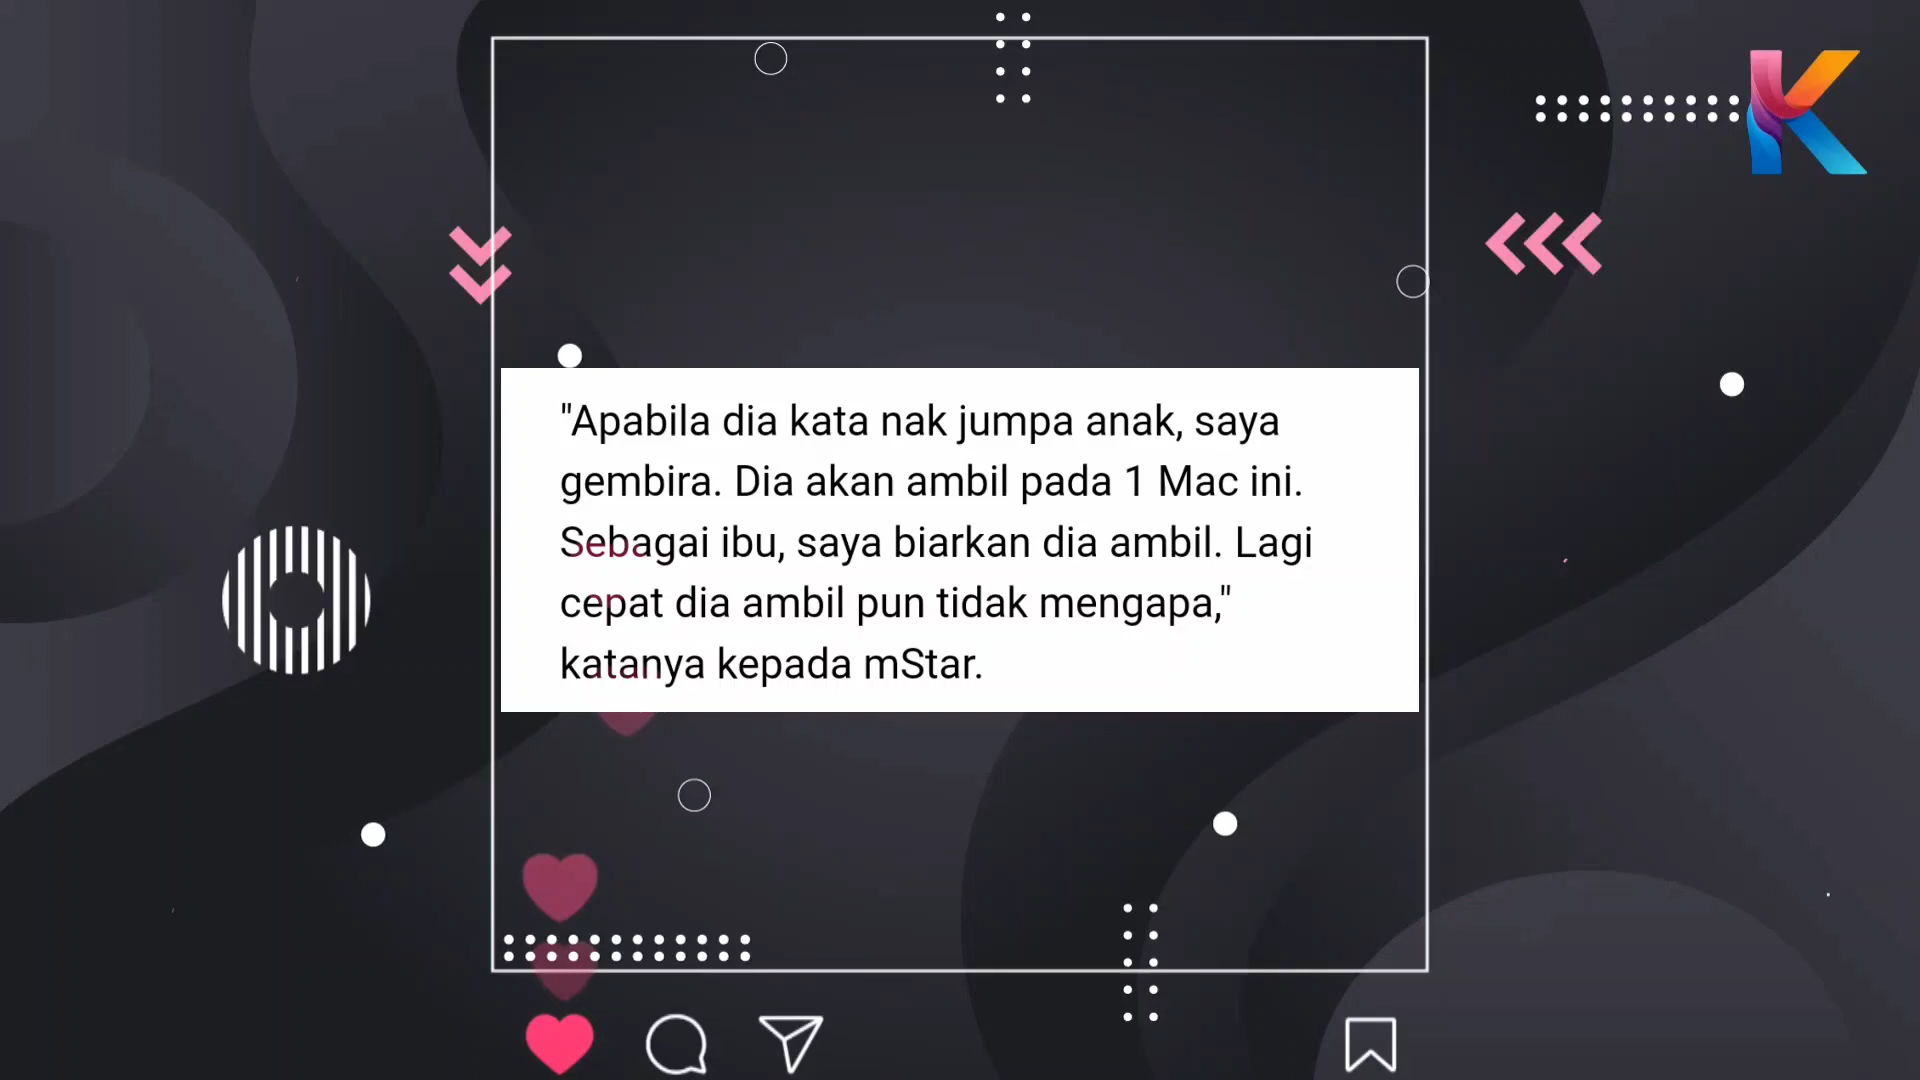 K
"Apabila dia kata nak jumpa anak, saya
gembira. Dia akan ambil pada 1 Mac ini.
Sebagai ibu, saya biarkan dia ambil. Lagi
cepat dia ambil pun tidak mengapa,"
katanya kepada mStar.